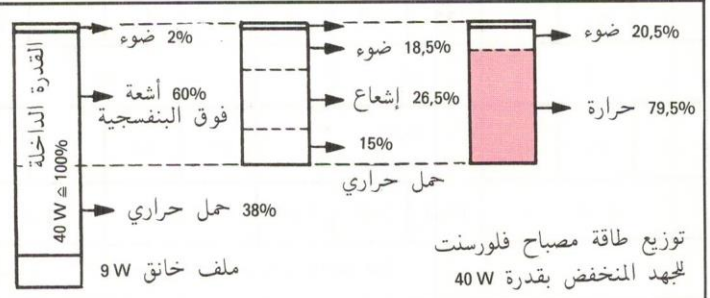 القدرة الداخلة
40 W ≙ 100%
2% ضوء
60% أشعة
فوق البنفسجية
38% حمل حراري
ملف خانق 9 W
18,5% ضوء
26,5% إشعاع
15%
حمل حراري
20,5% ضوء
79,5% حرارة
توزيع طاقة مصباح فلورسنت
للجهد المنخفض بقدرة 40 W